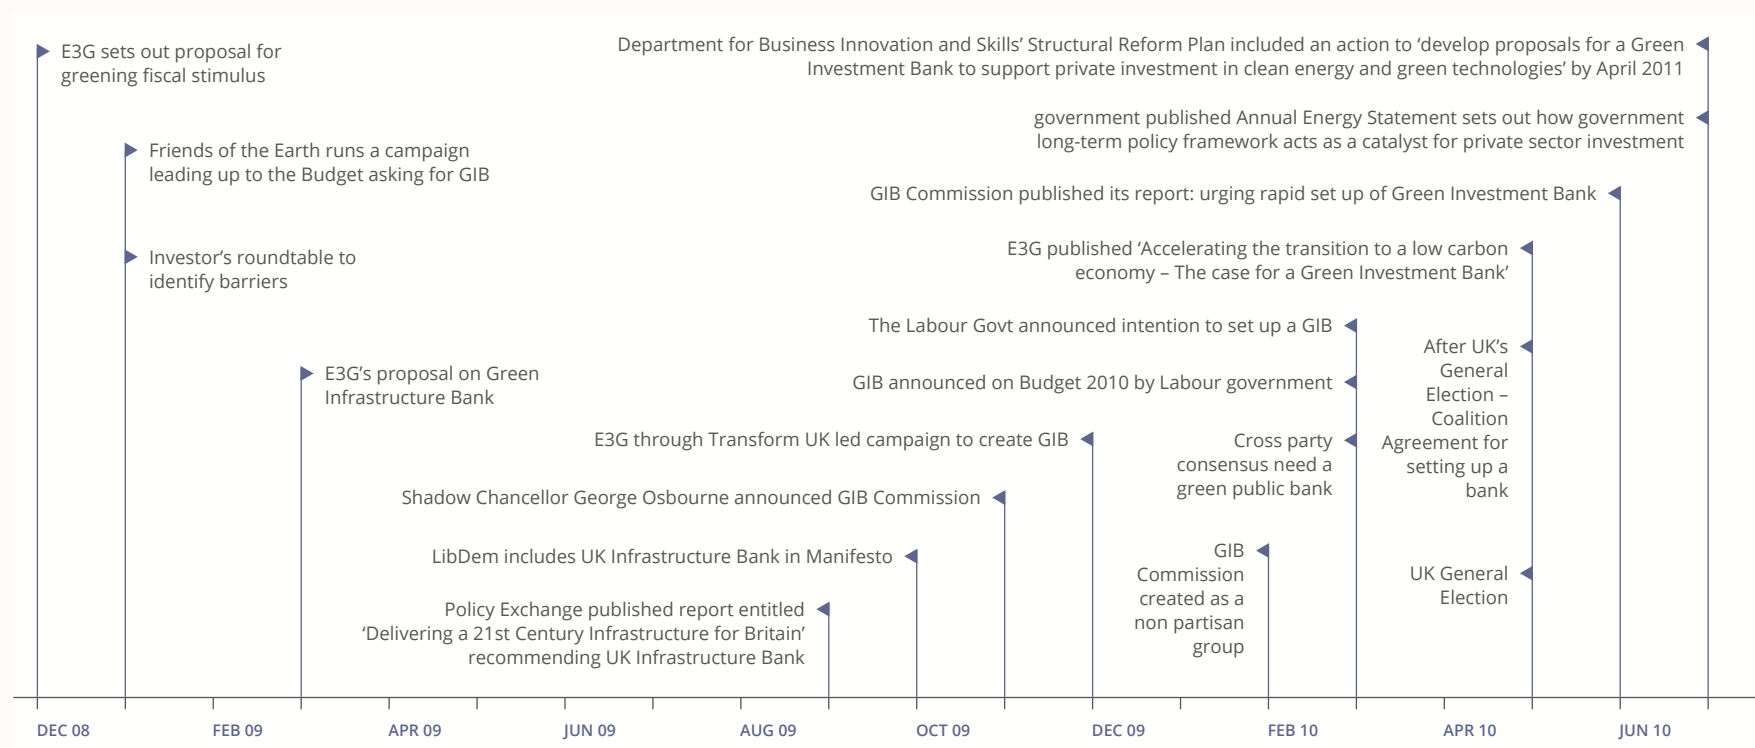 E3G sets out proposal for
greening fiscal stimulus
Department for Business Innovation and Skills’ Structural Reform Plan included an action to ‘develop proposals for a Green
Investment Bank to support private investment in clean energy and green technologies’ by April 2011
government published Annual Energy Statement sets out how government
long-term policy framework acts as a catalyst for private sector investment
Friends of the Earth runs a campaign
leading up to the Budget asking for GIB
GIB Commission published its report: urging rapid set up of Green Investment Bank
Investor’s roundtable to
identify barriers
E3G published ‘Accelerating the transition to a low carbon
economy – The case for a Green Investment Bank’
The Labour Govt announced intention to set up a GIB
After UK’s
General
Election –
Coalition
Agreement for
setting up a
bank
E3G’s proposal on Green
Infrastructure Bank
GIB announced on Budget 2010 by Labour government
E3G through Transform UK led campaign to create GIB
Cross party
consensus need a
green public bank
Shadow Chancellor George Osbourne announced GIB Commission
LibDem includes UK Infrastructure Bank in Manifesto
GIB
Commission
created as a
non partisan
group
UK General
Election
Policy Exchange published report entitled
‘Delivering a 21st Century Infrastructure for Britain’
recommending UK Infrastructure Bank
DEC 08
FEB 09
APR 09
JUN 09
AUG 09
OCT 09
DEC 09
FEB 10
APR 10
JUN 10